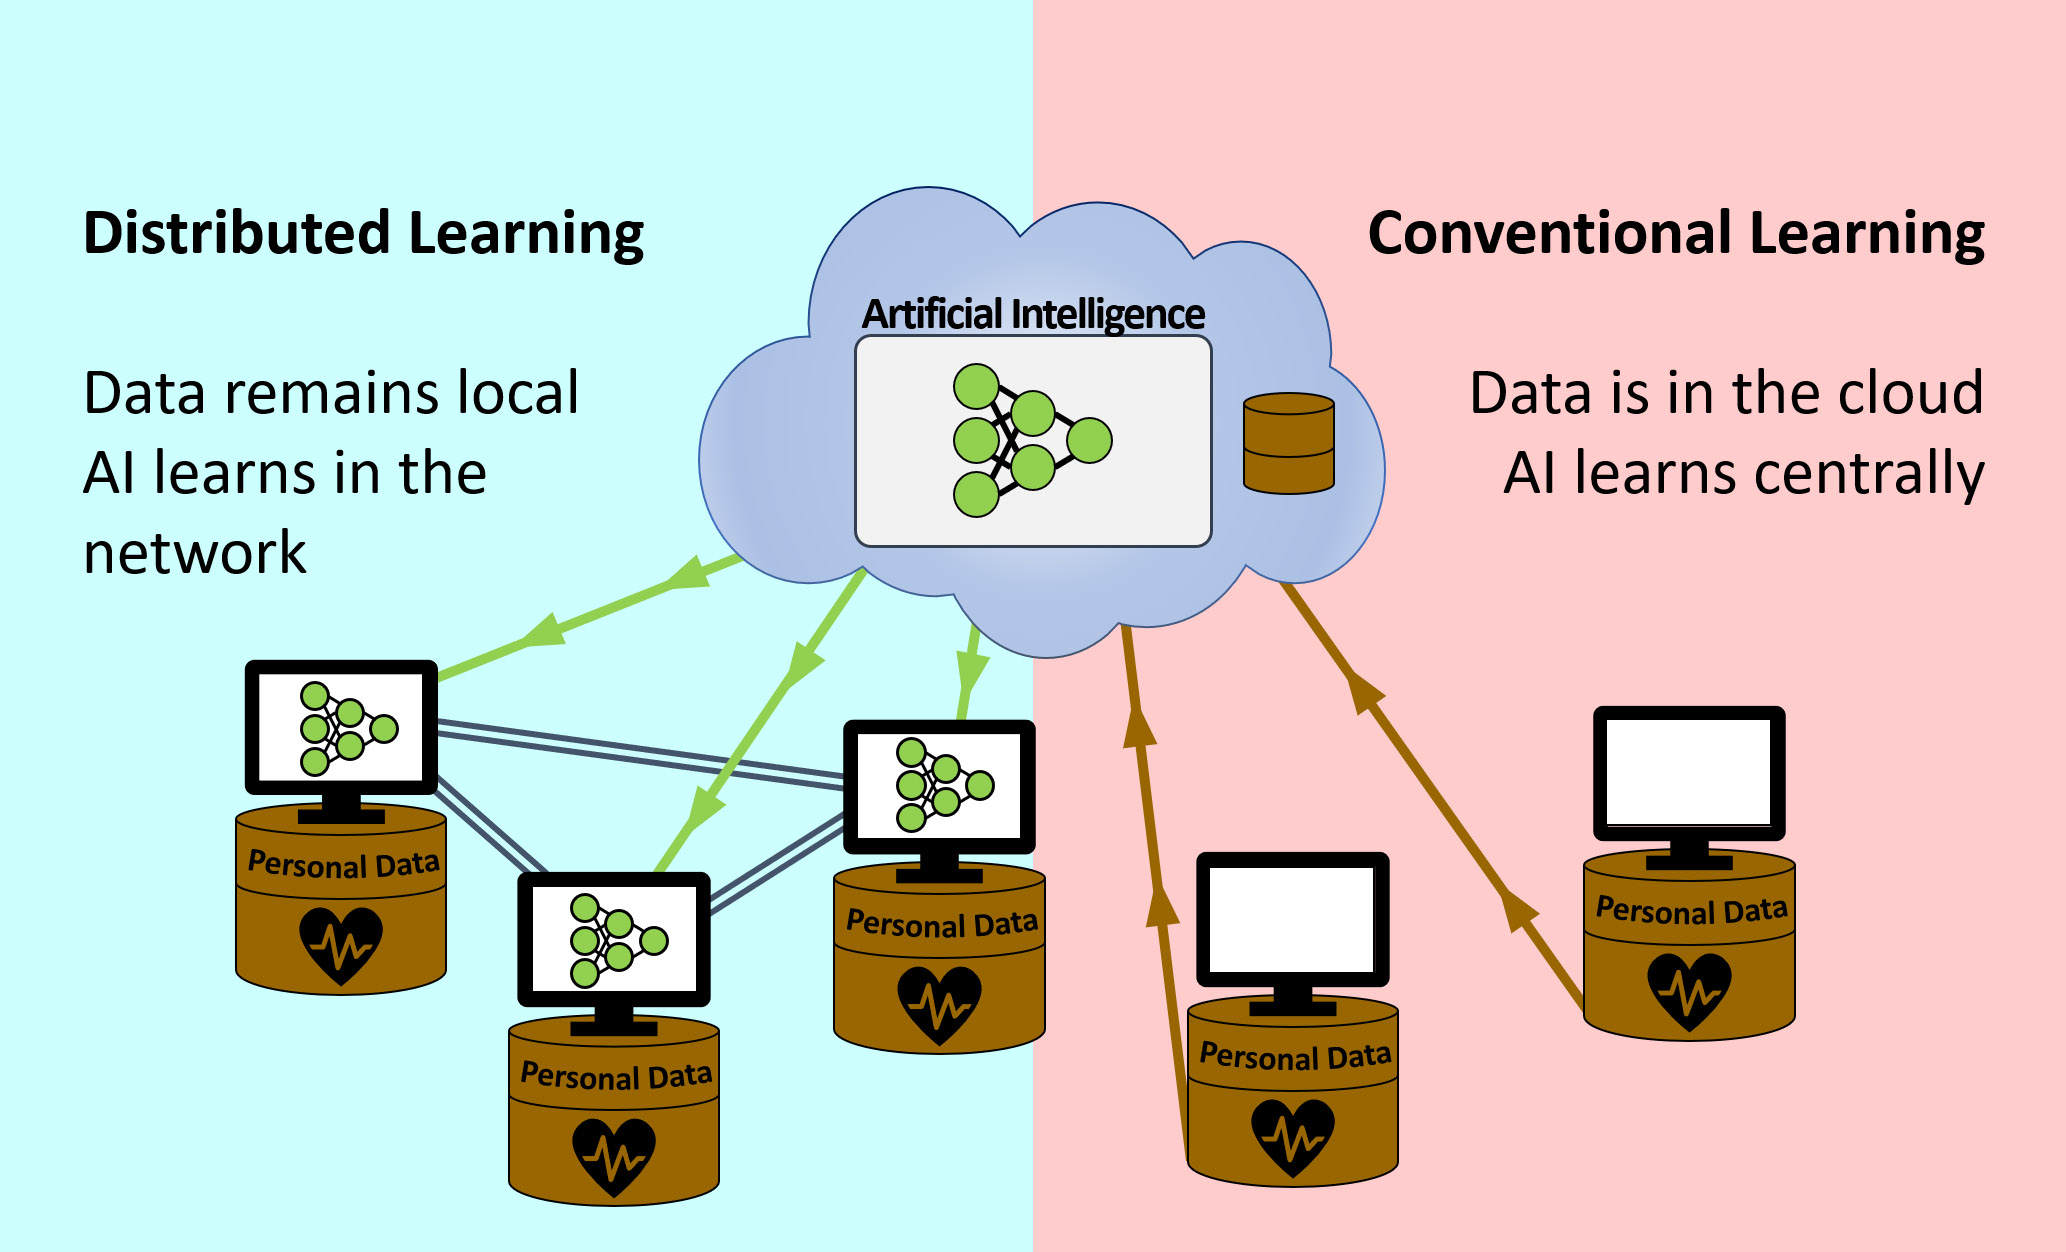 Distributed Learning
Data remains local
AI learns in the
network
Artificial Intelligence
Conventional Learning
Data is in the cloud
AI learns centrally
Personal Data
Personal Data
Personal Data
Personal Data
Personal Data